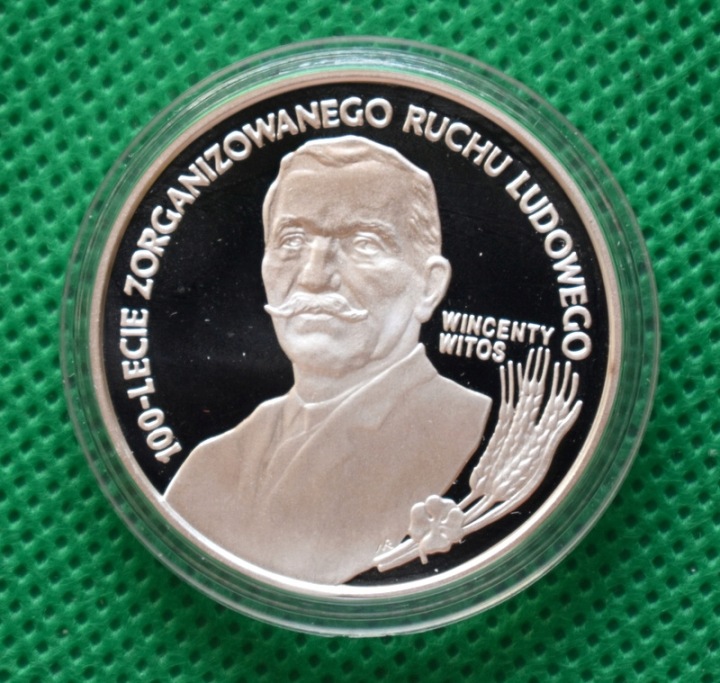 100-LECIE ZORGANIZOWANEGO RUCHU LUDOWEGO
WINCENTY
WITOS